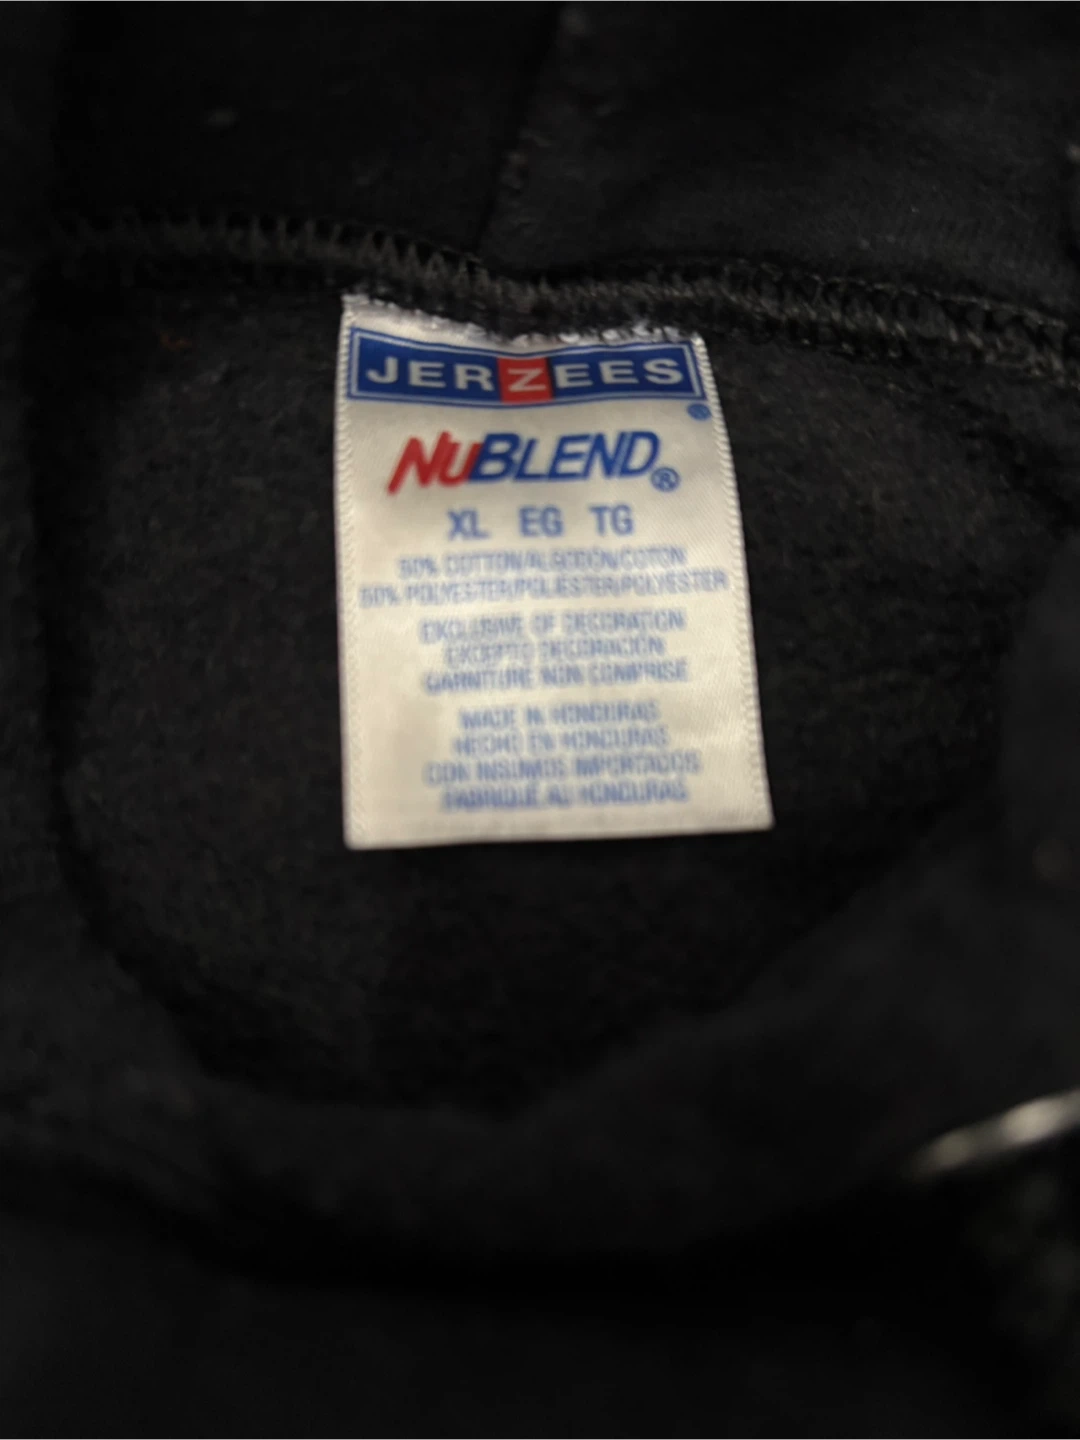 JERZEES
®
NUBLEND®
XL EG TG
50% COTTON/ALGODÓN/COTON
50% POLYESTER/POLIESTER/POLYESTER
EXCLUSIVE OF DECORATION
EXCEPTO DECORACIÓN
GARNITURE NON COMPRISE
MADE IN HONDURAS
HECHO EN HONDURAS
CON INSUMOS IMPORTADOS
FABRIQUÉ AU HONDURAS